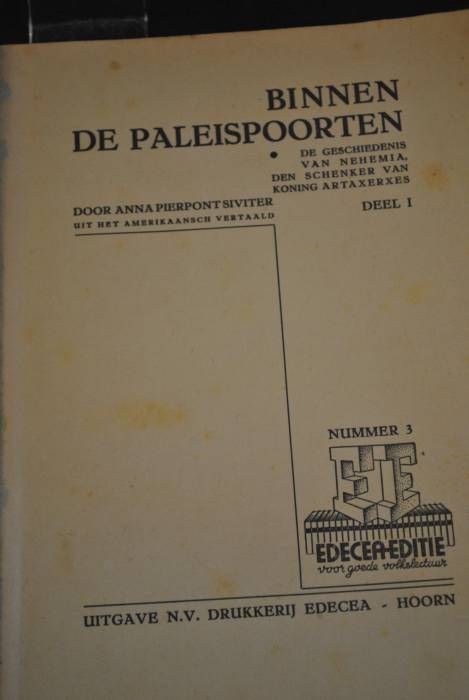 BINNEN
DE PALEISPOORTEN
• DE GESCHIEDENIS
VAN NEHEMIA,
DEN SCHENKER VAN
KONING ARTAXERXES
DOOR ANNA PIERPONT SIVITER
UIT HET AMERIKAANSCH VERTAALD
DEEL I
NUMMER 3
EE
EDECEA-EDITIE
voor goede volkslectuur
UITGAVE N.V. DRUKKERIJ EDECEA - HOORN